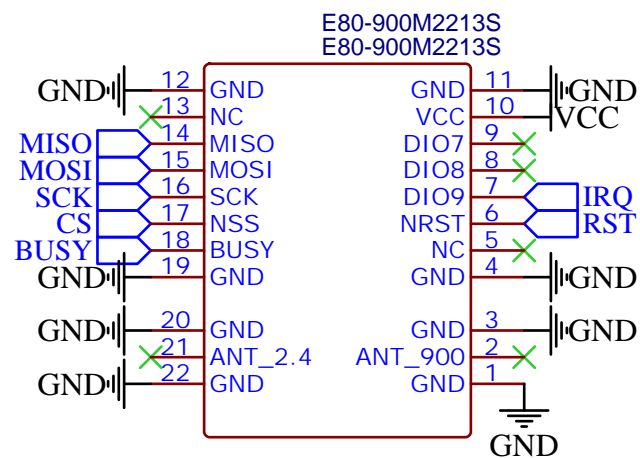 E80-900M2213S
E80-900M2213S
GND 12 GND GND 11 GND
13 NC VCC 10 VCC
MISO 14 MISO DIO7 9
MOSI 15 MOSI DIO8 8
SCK 16 SCK DIO9 7 IRQ
CS 17 NSS NRST 6 RST
BUSY 18 BUSY NC 5
GND 19 GND GND 4 GND
GND 20 GND GND 3 GND
21 ANT_2.4 ANT_900 2
GND 22 GND GND 1
GND